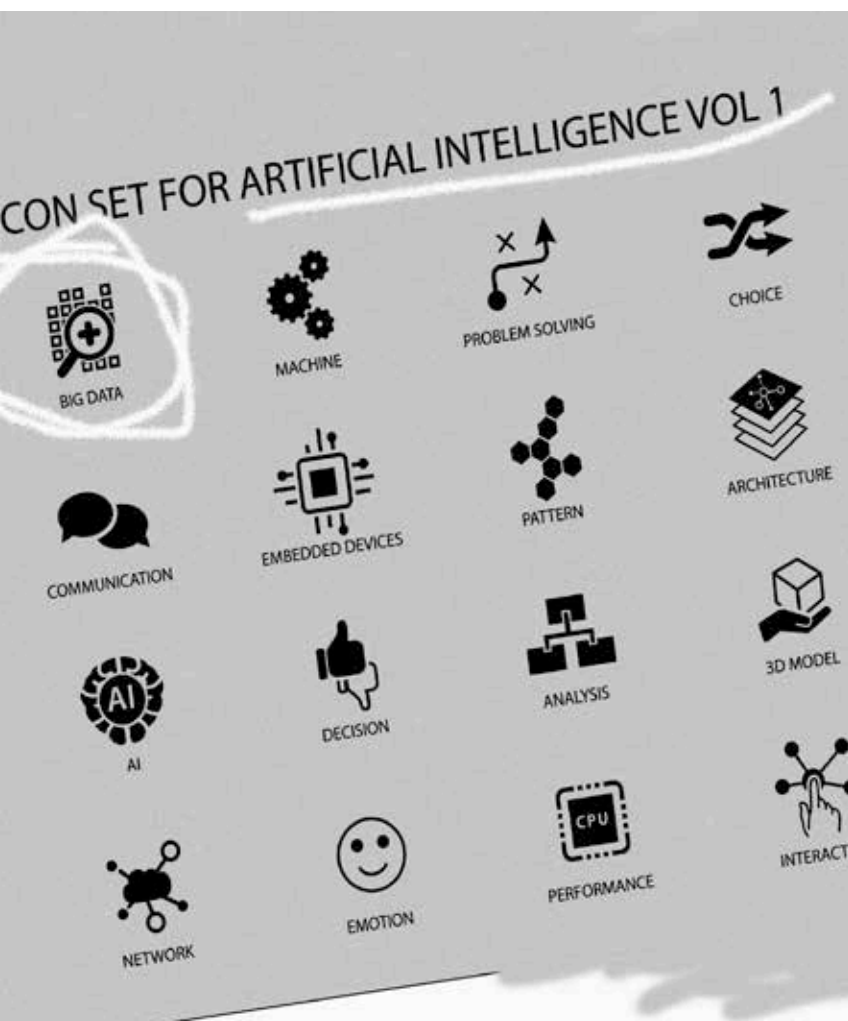 CON SET FOR ARTIFICIAL INTELLIGENCE VOL 1
BIG DATA
MACHINE
PROBLEM SOLVING
CHOICE
COMMUNICATION
EMBEDDED DEVICES
PATTERN
ARCHITECTURE
AI
AI
DECISION
ANALYSIS
3D MODEL
NETWORK
EMOTION
CPU
PERFORMANCE
INTERACT